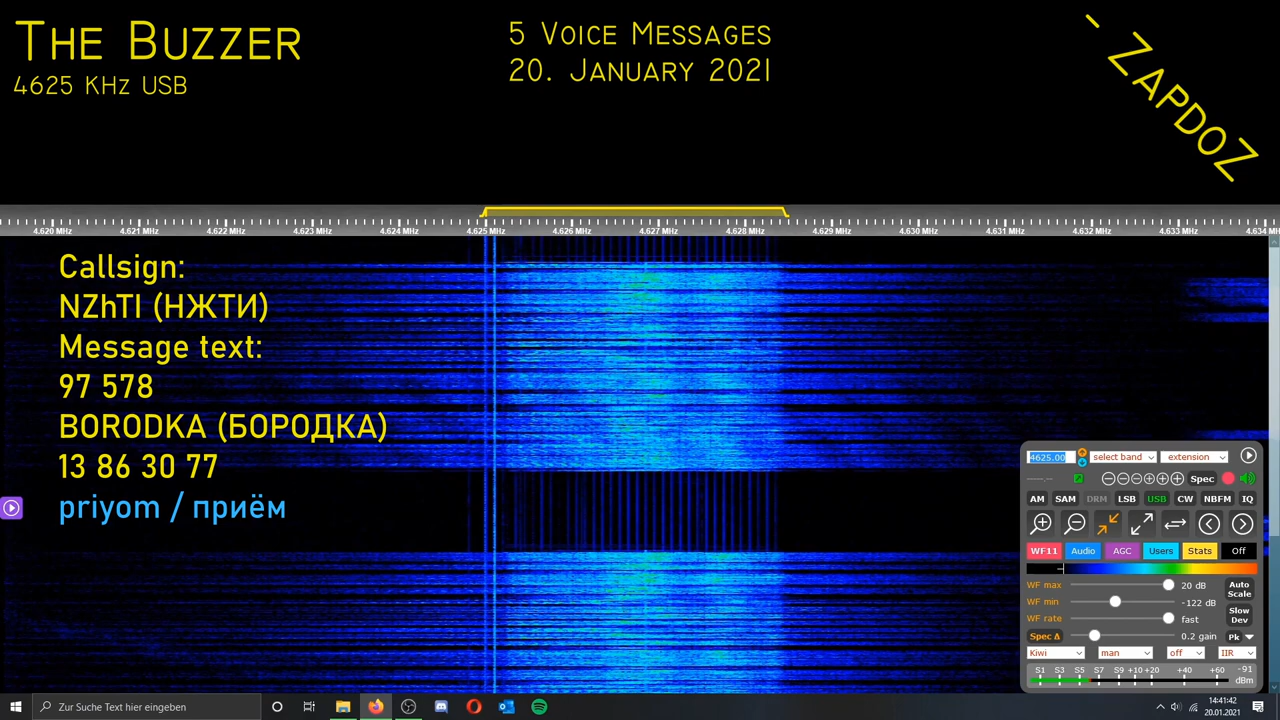 THE BUZZER
4625 KHZ USB
5 VOICE MESSAGES
20. JANUARY 2021
- ZAPDOZ
4.620 MHz 4.621 MHz 4.622 MHz 4.623 MHz 4.624 MHz 4.625 MHz 4.626 MHz 4.627 MHz 4.628 MHz 4.629 MHz 4.630 MHz 4.631 MHz 4.632 MHz 4.633 MHz 4.634 MH
Callsign:
NZhTI (НЖТИ)
Message text:
97 578
BORODKA (БОРОДКА)
13 86 30 77
priyom / приём
4625.00 select band extension
Spec
AM SAM DRM LSB USB CW NBFM IQ
WF11 Audio AGC Users Stats Off
WF max 20 dB Auto Scale
WF min -122 dB
WF rate fast Slow Dev
Spec Δ 0.2 gain Pk
Kiwi man off IIR
S1 S3 S5 S7 S9 +10 +20 +40 +60 -91 dBm
Zur Suche Text hier eingeben
14:41:42
20.01.2021